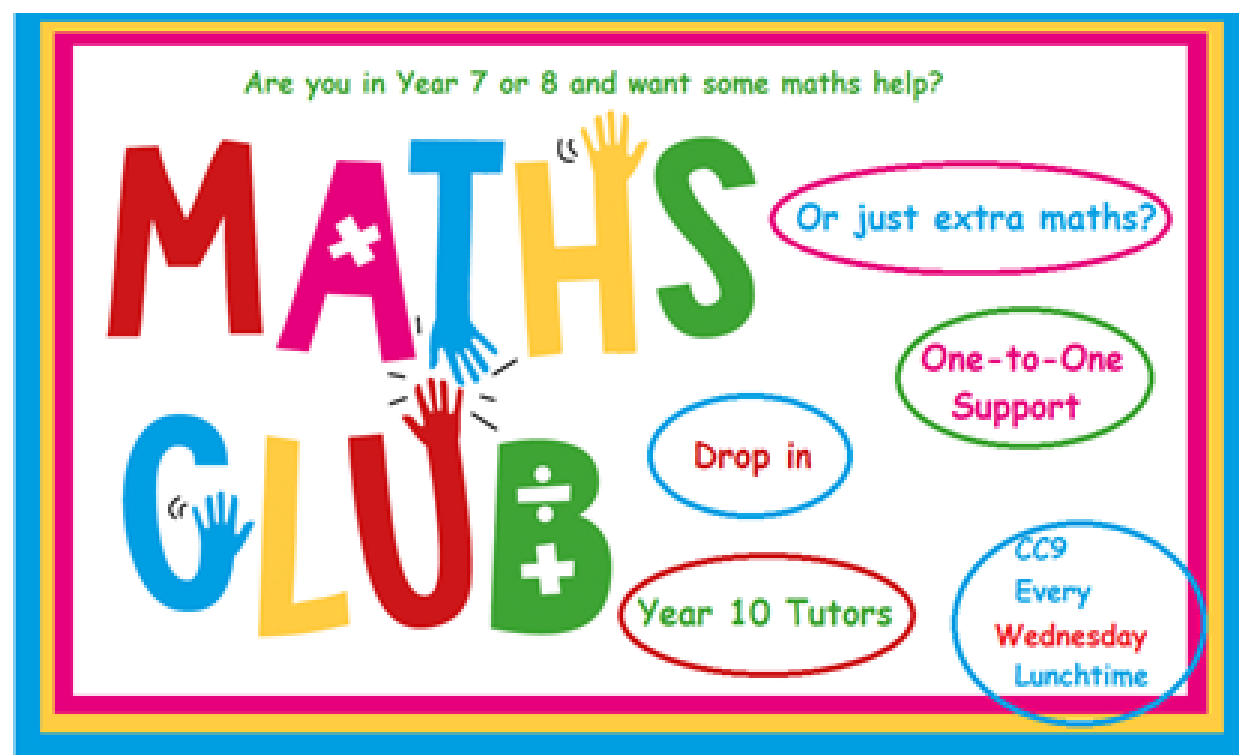 Are you in Year 7 or 8 and want some maths help?
MATHS
CLUB
Or just extra maths?
One-to-One
Support
Drop in
Year 10 Tutors
CC9
Every
Wednesday
Lunchtime